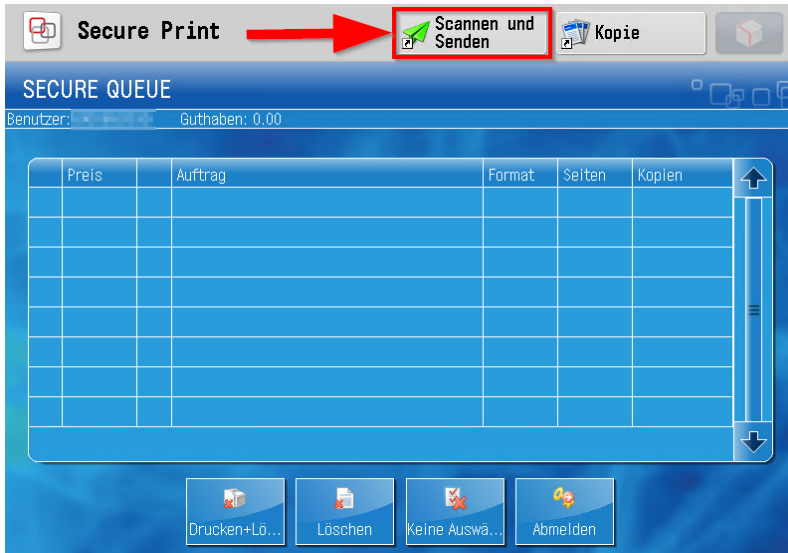 Secure Print
Scannen und
Senden
Kopie
SECURE QUEUE
Benutzer: Guthaben: 0.00
Preis Auftrag Format Seiten Kopien
Drucken+Lö... Löschen Keine Auswä... Abmelden